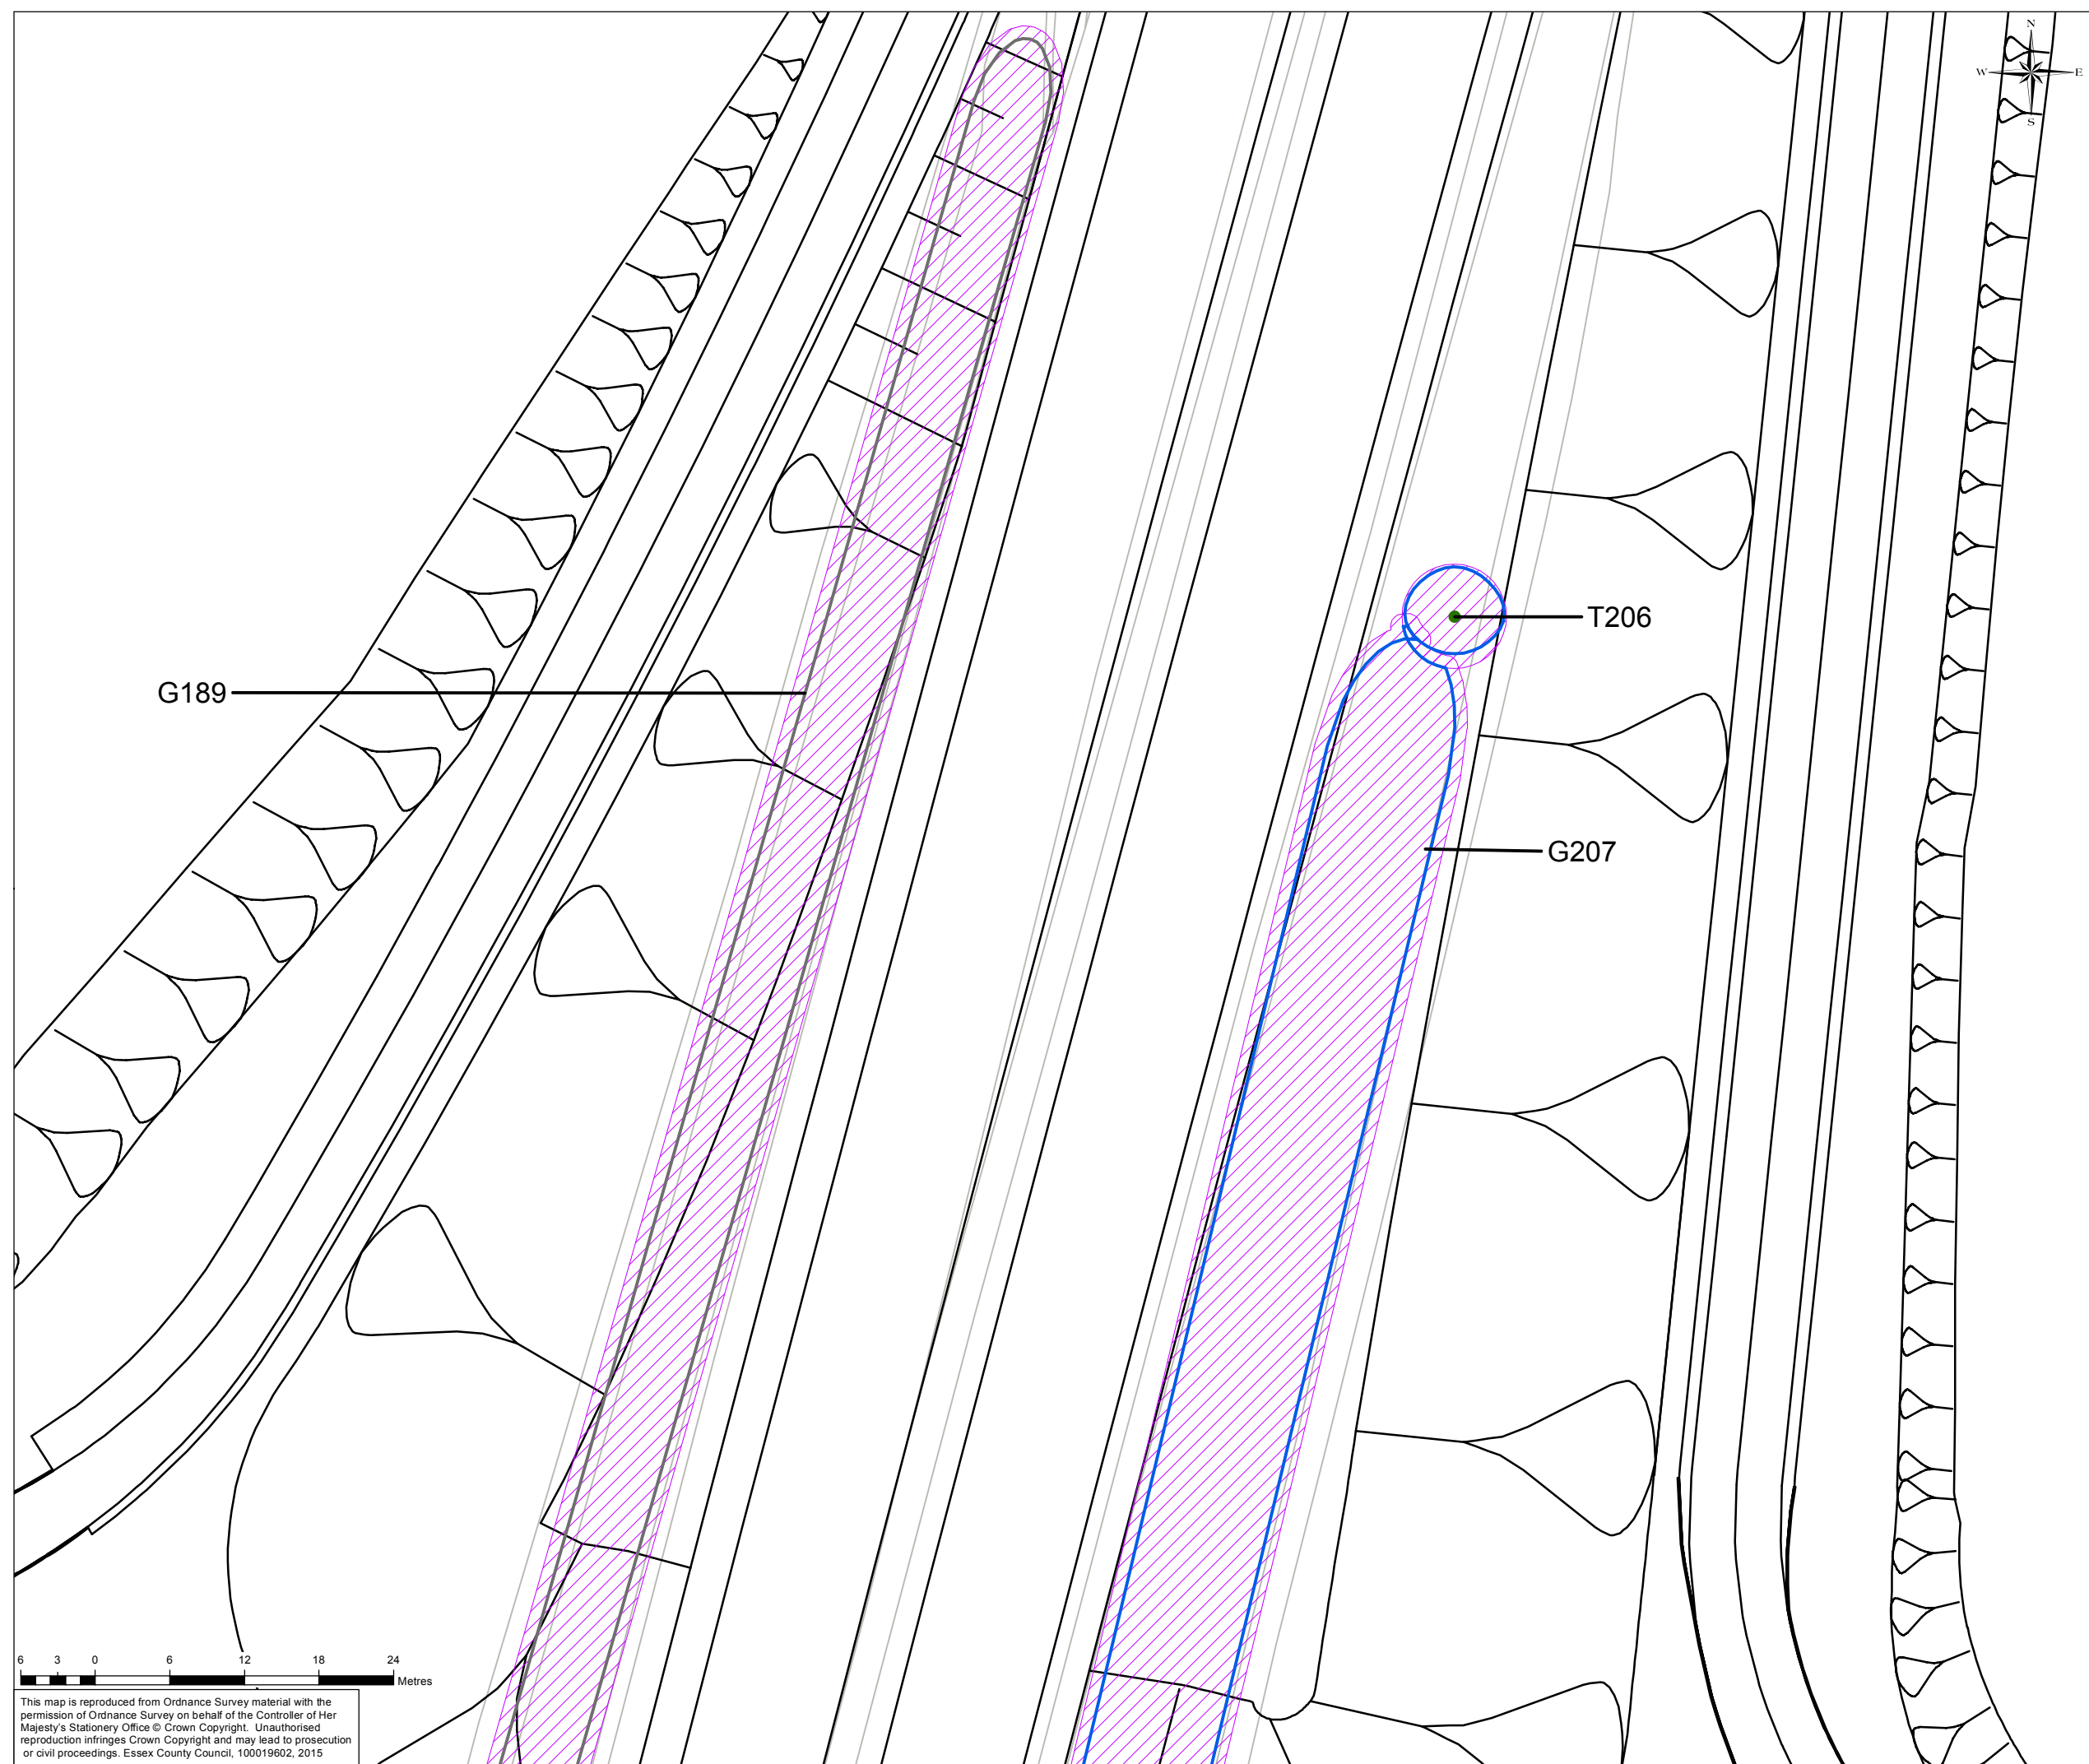 N
W E
S
T206
G189
G207
6 3 0 6 12 18 24
Metres
This map is reproduced from Ordnance Survey material with the
permission of Ordnance Survey on behalf of the Controller of Her
Majesty's Stationery Office © Crown Copyright. Unauthorised
reproduction infringes Crown Copyright and may lead to prosecution
or civil proceedings. Essex County Council, 100019602, 2015